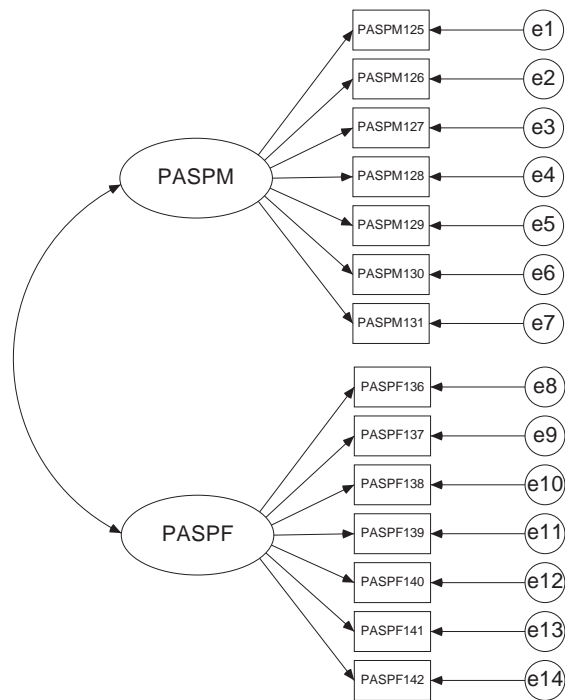 PASPM125
e1
PASPM126
e2
PASPM127
e3
PASPM
PASPM128
e4
PASPM129
e5
PASPM130
e6
PASPM131
e7
PASPF136
e8
PASPF137
e9
PASPF138
e10
PASPF
PASPF139
e11
PASPF140
e12
PASPF141
e13
PASPF142
e14